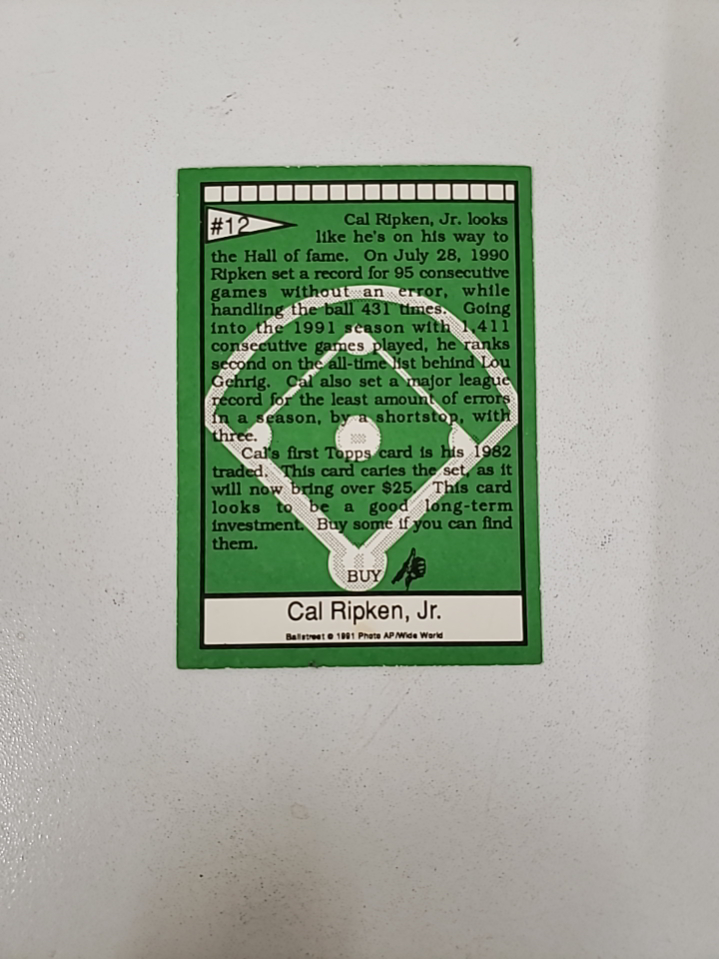 #12
Cal Ripken, Jr. looks
like he's on his way to
the Hall of fame. On July 28, 1990
Ripken set a record for 95 consecutive
games without an error, while
handling the ball 431 times. Going
into the 1991 season with 1,411
consecutive games played, he ranks
second on the all-time list behind Lou
Gehrig. Cal also set a major league
record for the least amount of errors
in a season, by a shortstop, with
three.
Cal's first Topps card is his 1982
traded. This card caries the set, as it
will now bring over $25. This card
looks to be a good long-term
investment. Buy some if you can find
them.
BUY
Cal Ripken, Jr.
Ballstreet © 1991 Photo AP/Wide World